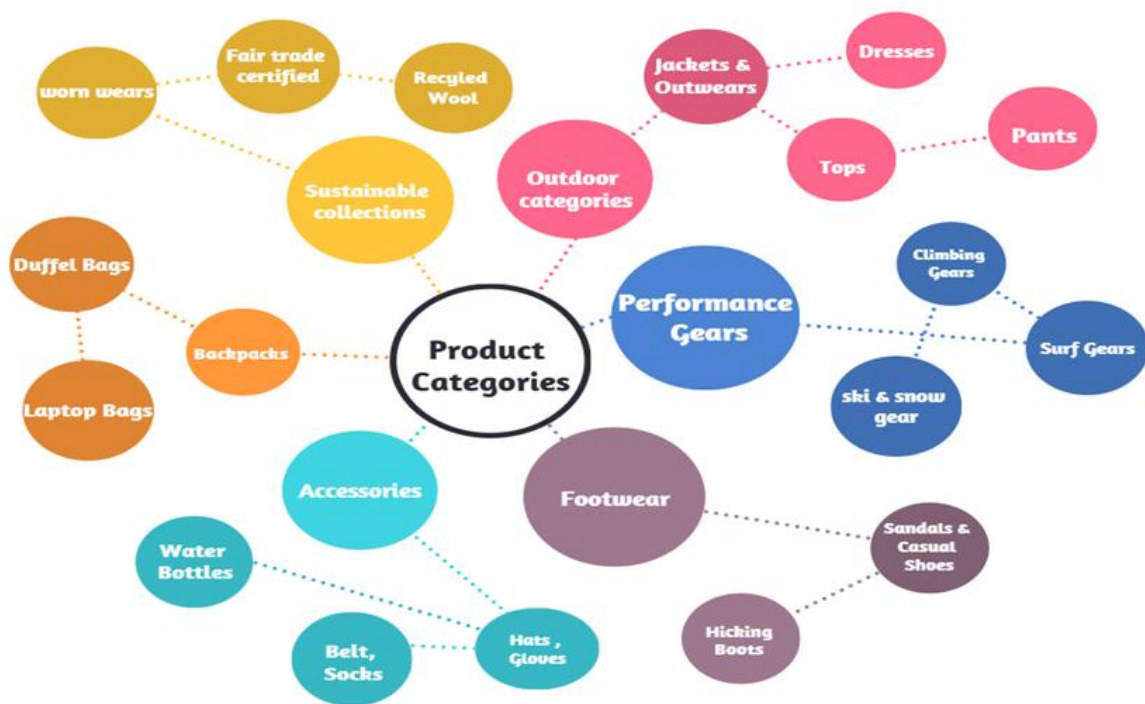 worn wears
Fair trade
certified
Recyled
Wool
Sustainable
collections
Jackets &
Outwears
Dresses
Tops
Pants
Outdoor
categories
Duffel Bags
Backpacks
Laptop Bags
Product
Categories
Performance
Gears
Climbing
Gears
Surf Gears
ski & snow
gear
Accessories
Water
Bottles
Belt,
Socks
Hats ,
Gloves
Footwear
Sandals &
Casual
Shoes
Hicking
Boots